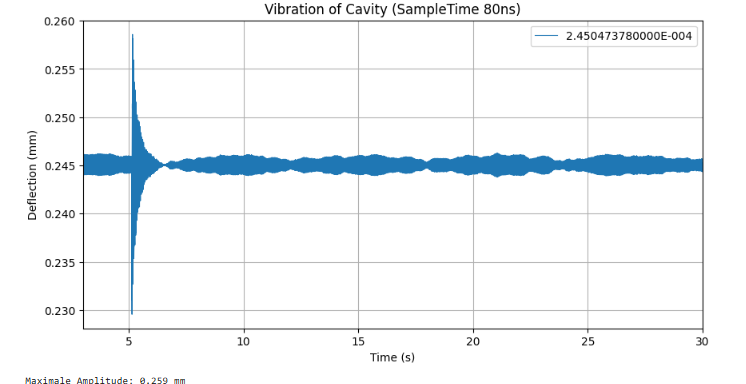 Vibration of Cavity (SampleTime 80ns)
0.260
2.450473780000E-004
0.255
0.250
0.245
0.240
0.235
0.230
Deflection (mm)
5 10 15 20 25 30
Time (s)
Maximale Amplitude: 0.259 mm